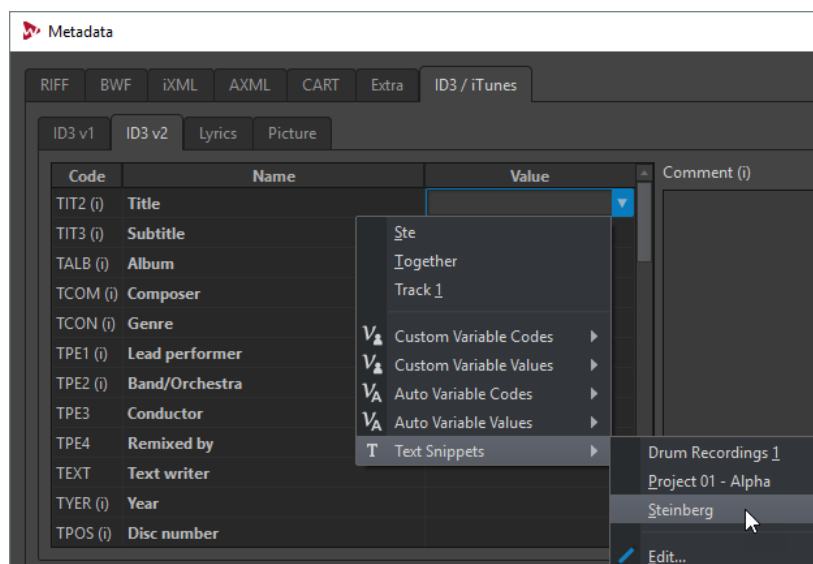 Metadata
RIFF BWF iXML AXML CART Extra ID3 / iTunes
ID3 v1 ID3 v2 Lyrics Picture
Code Name Value Comment (i)
TIT2 (i) Title
TIT3 (i) Subtitle
TALB (i) Album
TCOM (i) Composer
TCON (i) Genre
TPE1 (i) Lead performer
TPE2 (i) Band/Orchestra
TPE3 Conductor
TPE4 Remixed by
TEXT Text writer
TYER (i) Year
TPOS (i) Disc number
Ste
Together
Track 1
Custom Variable Codes
Custom Variable Values
Auto Variable Codes
Auto Variable Values
T Text Snippets
Drum Recordings 1
Project 01 - Alpha
Steinberg
Edit...